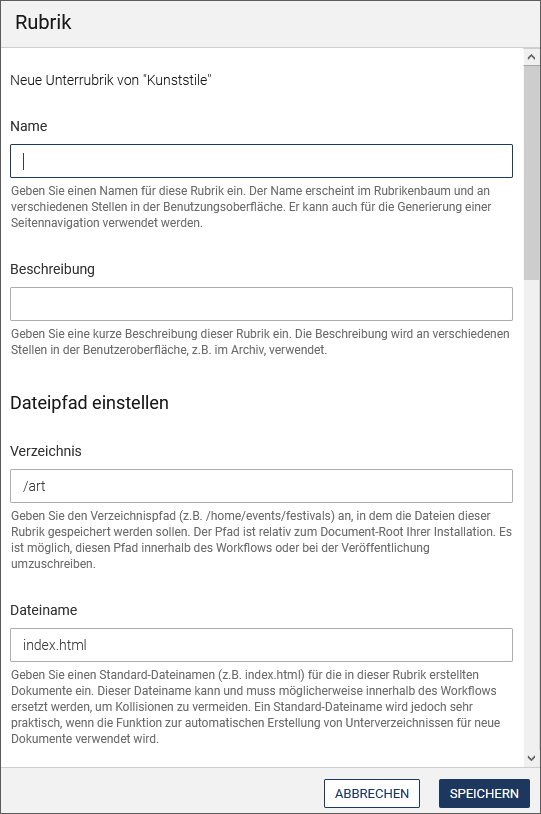 Rubrik
Neue Unterrubrik von "Kunststile"
Name
Geben Sie einen Namen für diese Rubrik ein. Der Name erscheint im Rubrikenbaum und an
verschiedenen Stellen in der Benutzungsoberfläche. Er kann auch für die Generierung einer
Seitennavigation verwendet werden.
Beschreibung
Geben Sie eine kurze Beschreibung dieser Rubrik ein. Die Beschreibung wird an verschiedenen
Stellen in der Benutzeroberfläche, z.B. im Archiv, verwendet.
Dateipfad einstellen
Verzeichnis
/art
Geben Sie den Verzeichnispfad (z.B. /home/events/festivals) an, in dem die Dateien dieser
Rubrik gespeichert werden sollen. Der Pfad ist relativ zum Document-Root Ihrer Installation. Es
ist möglich, diesen Pfad innerhalb des Workflows oder bei der Veröffentlichung
umzuschreiben.
Dateiname
index.html
Geben Sie einen Standard-Dateinamen (z.B. index.html) für die in dieser Rubrik erstellten
Dokumente ein. Dieser Dateiname kann und muss möglicherweise innerhalb des Workflows
ersetzt werden, um Kollisionen zu vermeiden. Ein Standard-Dateiname wird jedoch sehr
praktisch, wenn die Funktion zur automatischen Erstellung von Unterverzeichnissen für neue
Dokumente verwendet wird.
ABBRECHEN
SPEICHERN